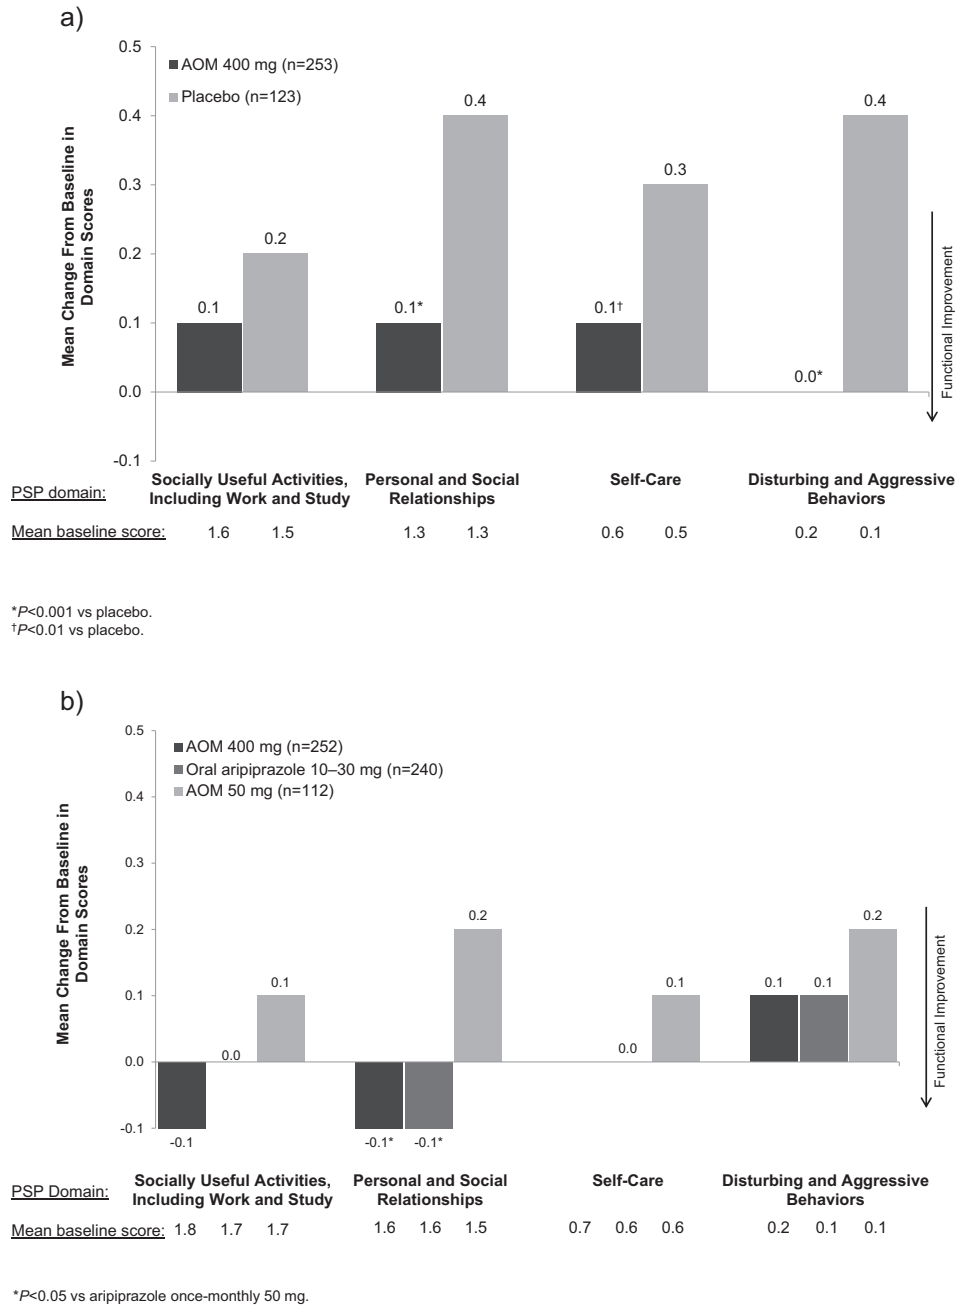 a)
0.5
0.4
0.3
0.2
0.1
0.0
-0.1
Mean Change From Baseline in
Domain Scores
AOM 400 mg (n=253)
Placebo (n=123)
0.1
0.2
0.1*
0.4
0.1†
0.3
0.0*
0.4
Functional Improvement
PSP domain:
Socially Useful Activities,
Including Work and Study
Personal and Social
Relationships
Self-Care
Disturbing and Aggressive
Behaviors
Mean baseline score: 1.6 1.5 1.3 1.3 0.6 0.5 0.2 0.1
*P<0.001 vs placebo.
†P<0.01 vs placebo.
b)
0.5
0.4
0.3
0.2
0.1
0.0
-0.1
Mean Change From Baseline in
Domain Scores
AOM 400 mg (n=252)
Oral aripiprazole 10–30 mg (n=240)
AOM 50 mg (n=112)
-0.1
0.0
0.1
-0.1*
-0.1*
0.2
0.0
0.1
0.1
0.1
0.2
Functional Improvement
PSP Domain:
Socially Useful Activities,
Including Work and Study
Personal and Social
Relationships
Self-Care
Disturbing and Aggressive
Behaviors
Mean baseline score: 1.8 1.7 1.7 1.6 1.6 1.5 0.7 0.6 0.6 0.2 0.1 0.1
*P<0.05 vs aripiprazole once-monthly 50 mg.